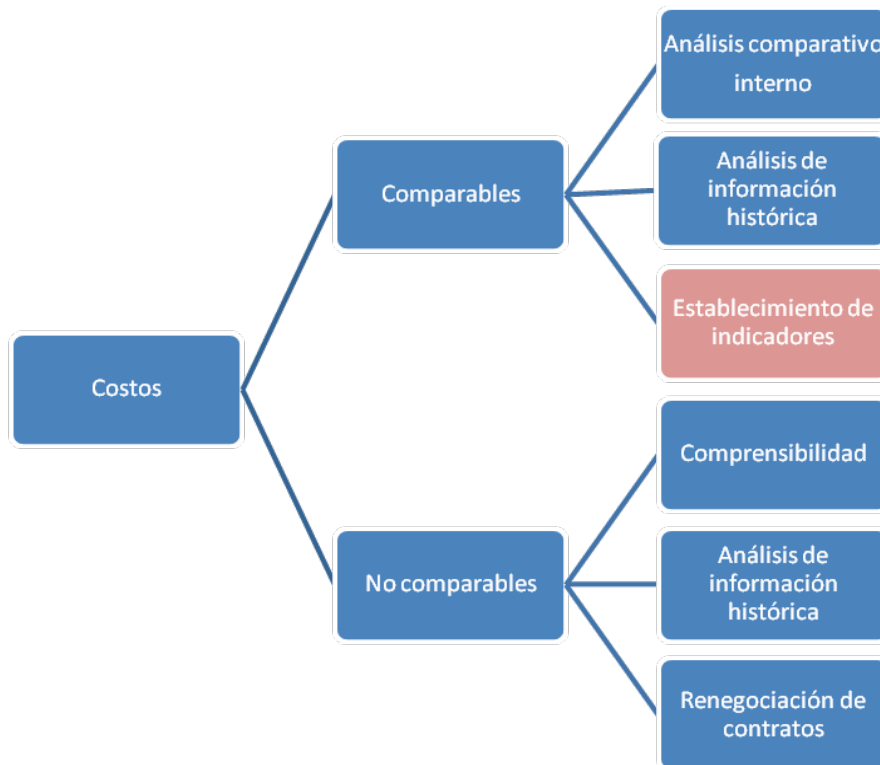 Análisis comparativo
interno
Comparables
Análisis de
información
histórica
Establecimiento de
indicadores
Costos
Comprensibilidad
No comparables
Análisis de
información
histórica
Renegociación de
contratos